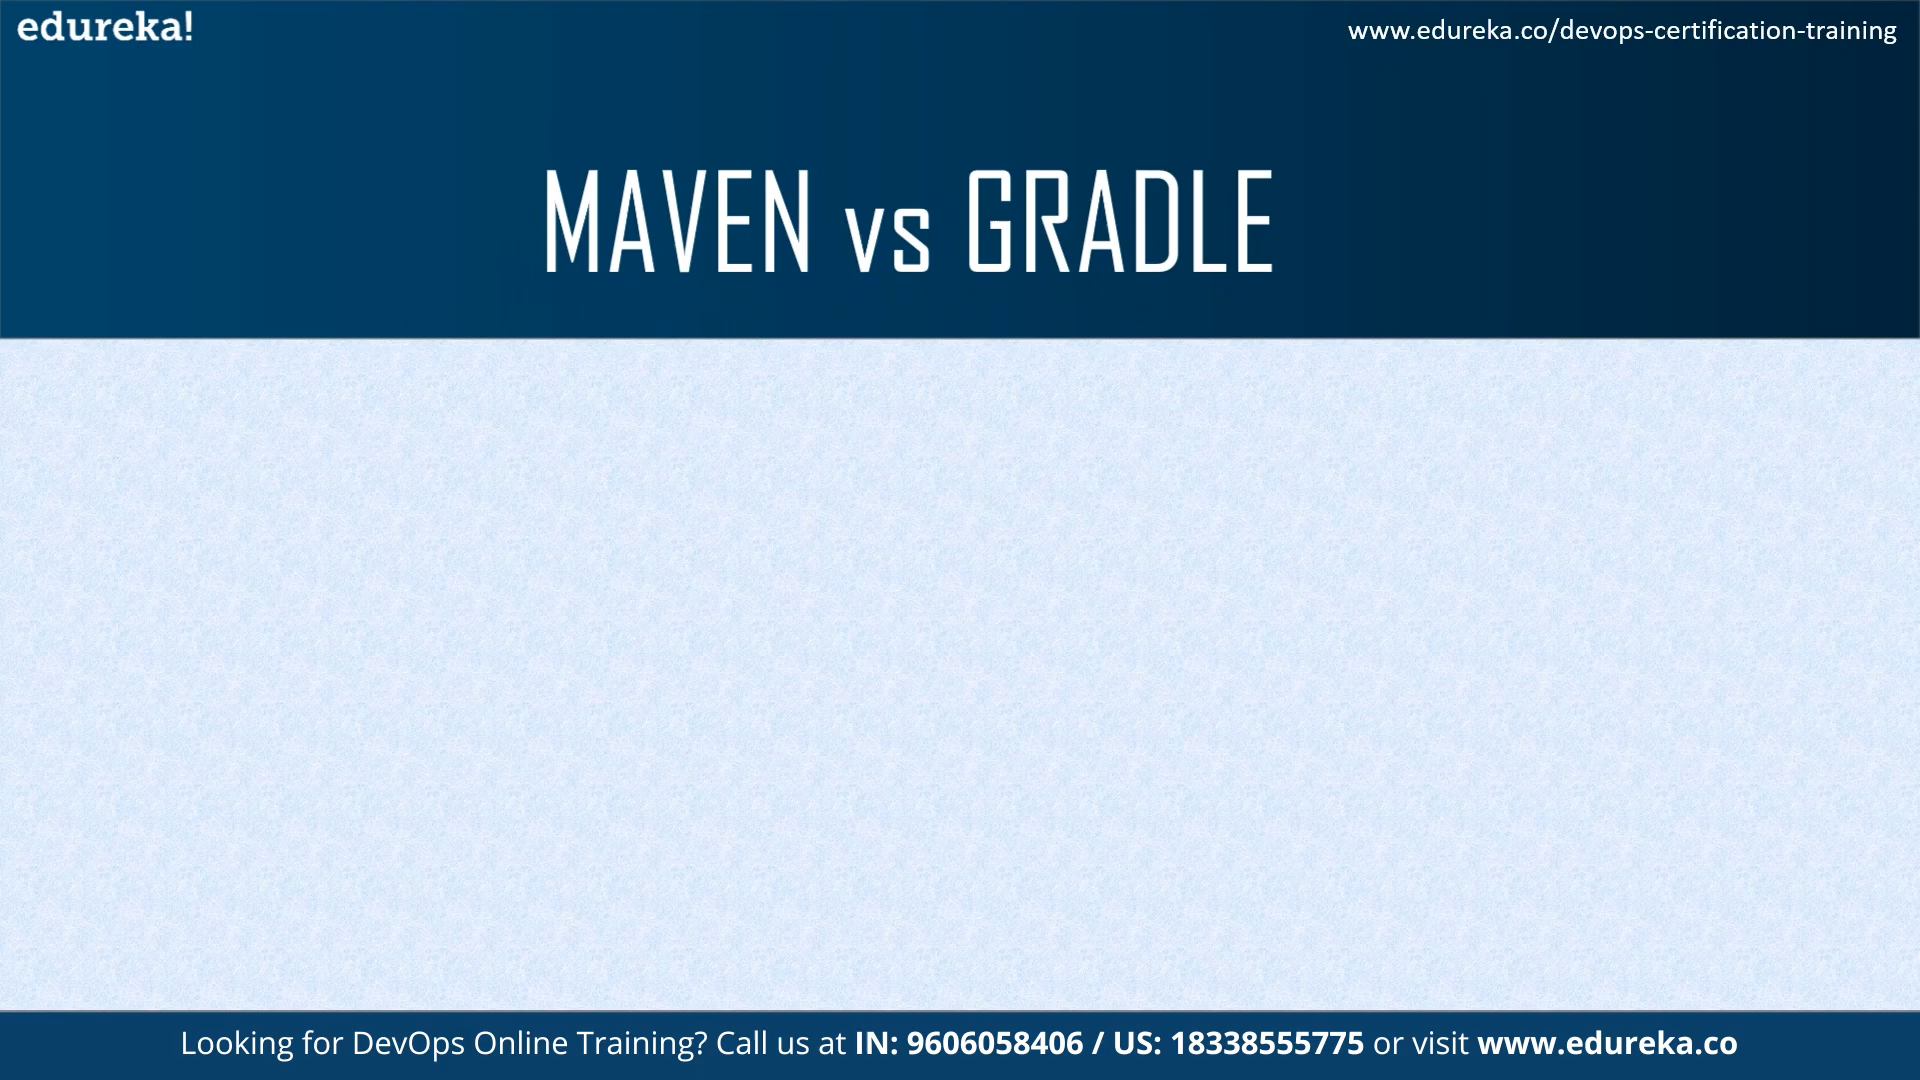 edureka!
www.edureka.co/devops-certification-training
MAVEN vs GRADLE
Looking for DevOps Online Training? Call us at IN: 9606058406 / US: 18338555775 or visit www.edureka.co